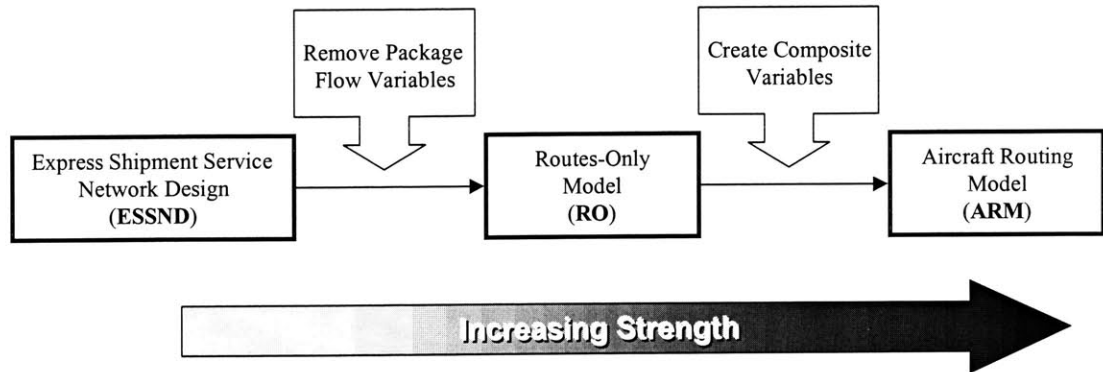 Remove Package
Flow Variables
Create Composite
Variables
Express Shipment Service
Network Design
(ESSND)
Routes-Only
Model
(RO)
Aircraft Routing
Model
(ARM)
Increasing Strength